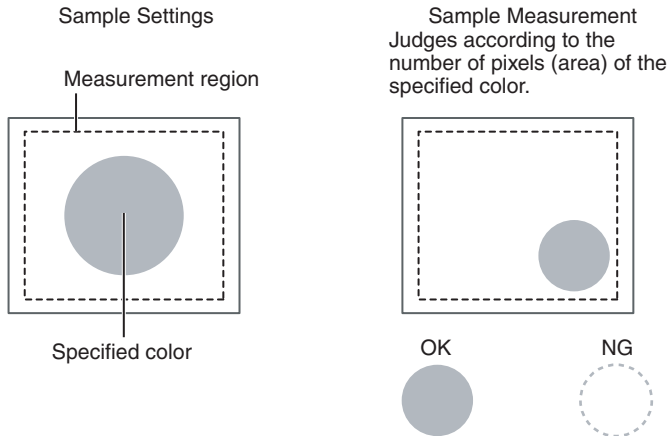 Sample Settings
Measurement region
Specified color
Sample Measurement
Judges according to the
number of pixels (area) of the
specified color.
OK
NG